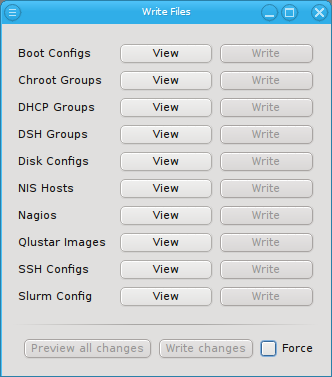 Write Files
Boot Configs View Write
Chroot Groups View Write
DHCP Groups View Write
DSH Groups View Write
Disk Configs View Write
NIS Hosts View Write
Nagios View Write
Qlustar Images View Write
SSH Configs View Write
Slurm Config View Write
Preview all changes Write changes Force